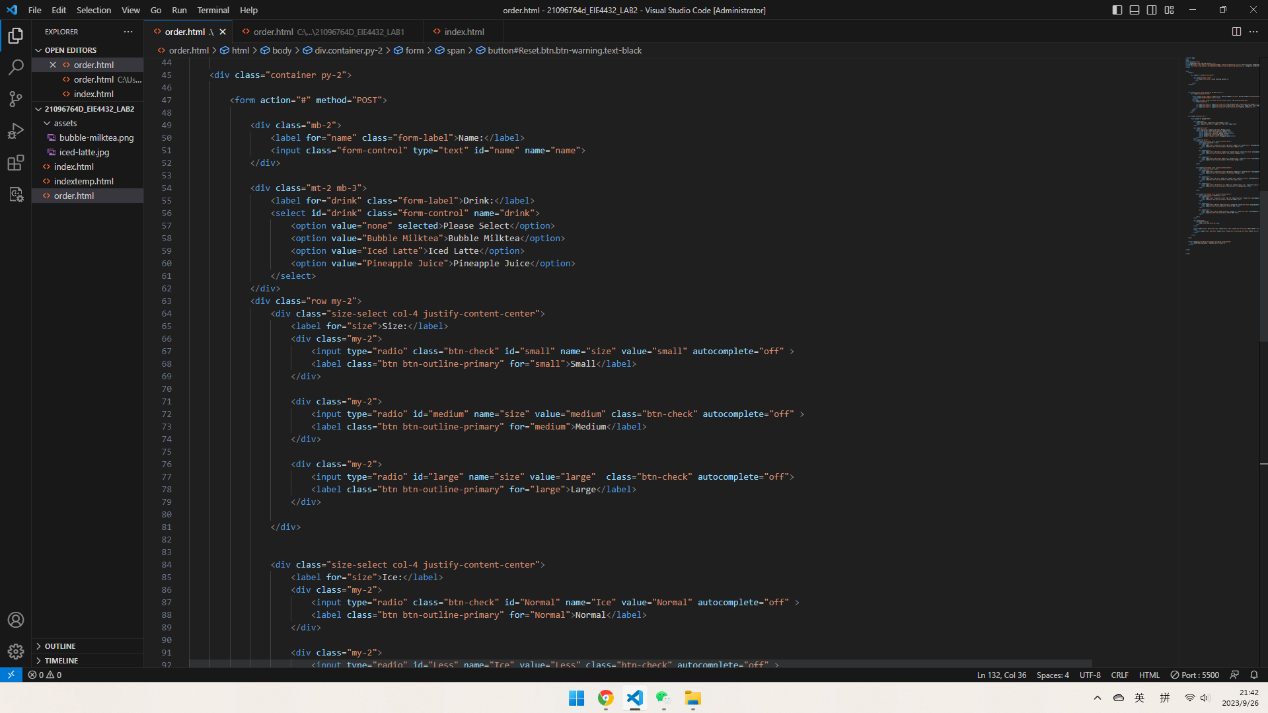 File Edit Selection View Go Run Terminal Help
order.html - 21096764d_EIE4432_LAB2 - Visual Studio Code [Administrator]
EXPLORER
OPEN EDITORS
order.html
order.html C:\Us...
index.html
21096764D_EIE4432_LAB2
assets
bubble-milktea.png
iced-latte.jpg
index.html
indextemp.html
order.html
OUTLINE
TIMELINE
order.html .\
order.html C:\...\21096764D_EIE4432_LAB1
index.html
order.html > html > body > div.container.py-2 > form > span > button#Reset.btn.btn-warning.text-black
44
45 <div class="container py-2">
46
47 <form action="#" method="POST">
48
49 <div class="mb-2">
50 <label for="name" class="form-label">Name:</label>
51 <input class="form-control" type="text" id="name" name="name">
52 </div>
53
54 <div class="mt-2 mb-3">
55 <label for="drink" class="form-label">Drink:</label>
56 <select id="drink" class="form-control" name="drink">
57 <option value="none" selected>Please Select</option>
58 <option value="Bubble Milktea">Bubble Milktea</option>
59 <option value="Iced Latte">Iced Latte</option>
60 <option value="Pineapple Juice">Pineapple Juice</option>
61 </select>
62 </div>
63 <div class="row my-2">
64 <div class="size-select col-4 justify-content-center">
65 <label for="size">Size:</label>
66 <div class="my-2">
67 <input type="radio" class="btn-check" id="small" name="size" value="small" autocomplete="off" >
68 <label class="btn btn-outline-primary" for="small">Small</label>
69 </div>
70
71 <div class="my-2">
72 <input type="radio" id="medium" name="size" value="medium" class="btn-check" autocomplete="off" >
73 <label class="btn btn-outline-primary" for="medium">Medium</label>
74 </div>
75
76 <div class="my-2">
77 <input type="radio" id="large" name="size" value="large"  class="btn-check" autocomplete="off">
78 <label class="btn btn-outline-primary" for="large">Large</label>
79 </div>
80
81 </div>
82
83
84 <div class="size-select col-4 justify-content-center">
85 <label for="size">Ice:</label>
86 <div class="my-2">
87 <input type="radio" class="btn-check" id="Normal" name="Ice" value="Normal" autocomplete="off" >
88 <label class="btn btn-outline-primary" for="Normal">Normal</label>
89 </div>
90
91 <div class="my-2">
92 <input type="radio" id="Less" name="Ice" value="Less" class="btn-check" autocomplete="off" >
0 0
Ln 132, Col 36 Spaces: 4 UTF-8 CRLF HTML Port : 5500
英 拼 21:42
2023/9/26